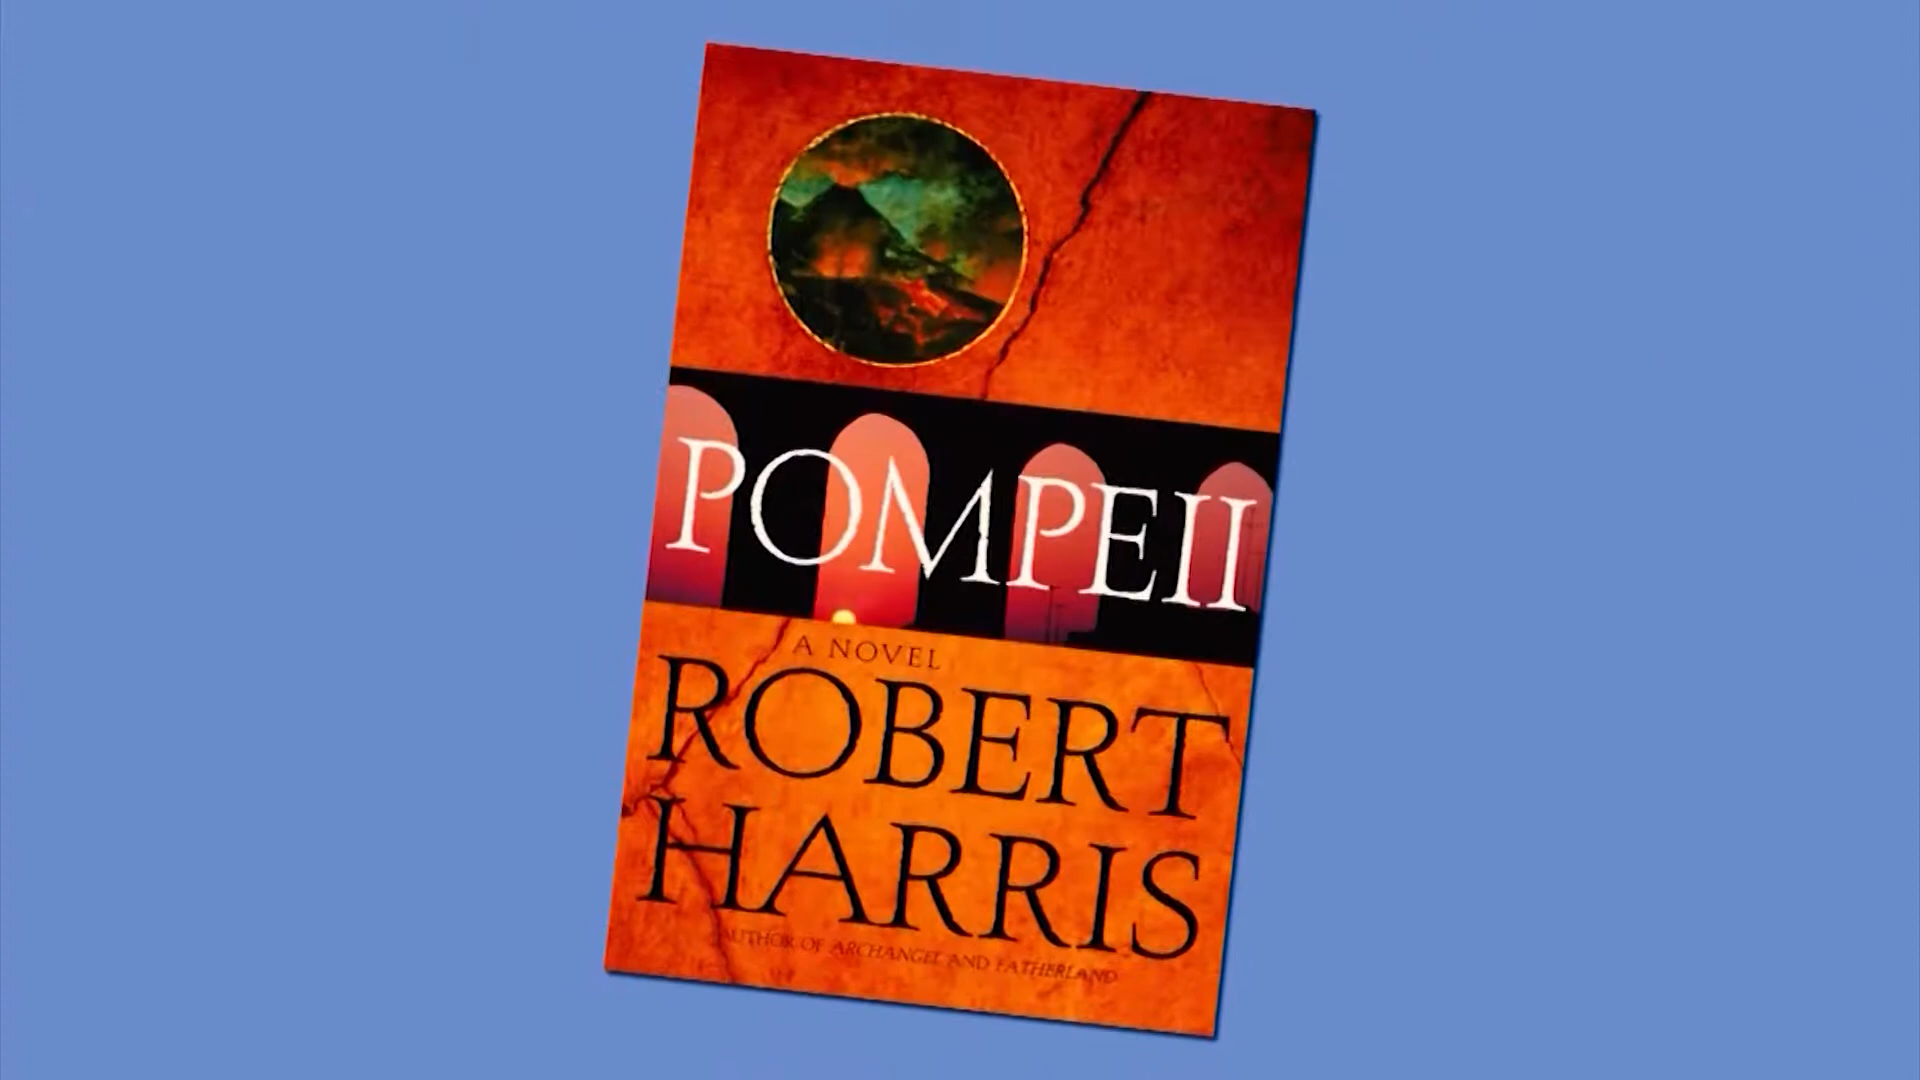 POMPEII
A NOVEL
ROBERT
HARRIS
AUTHOR OF ARCHANGEL AND FATHERLAND